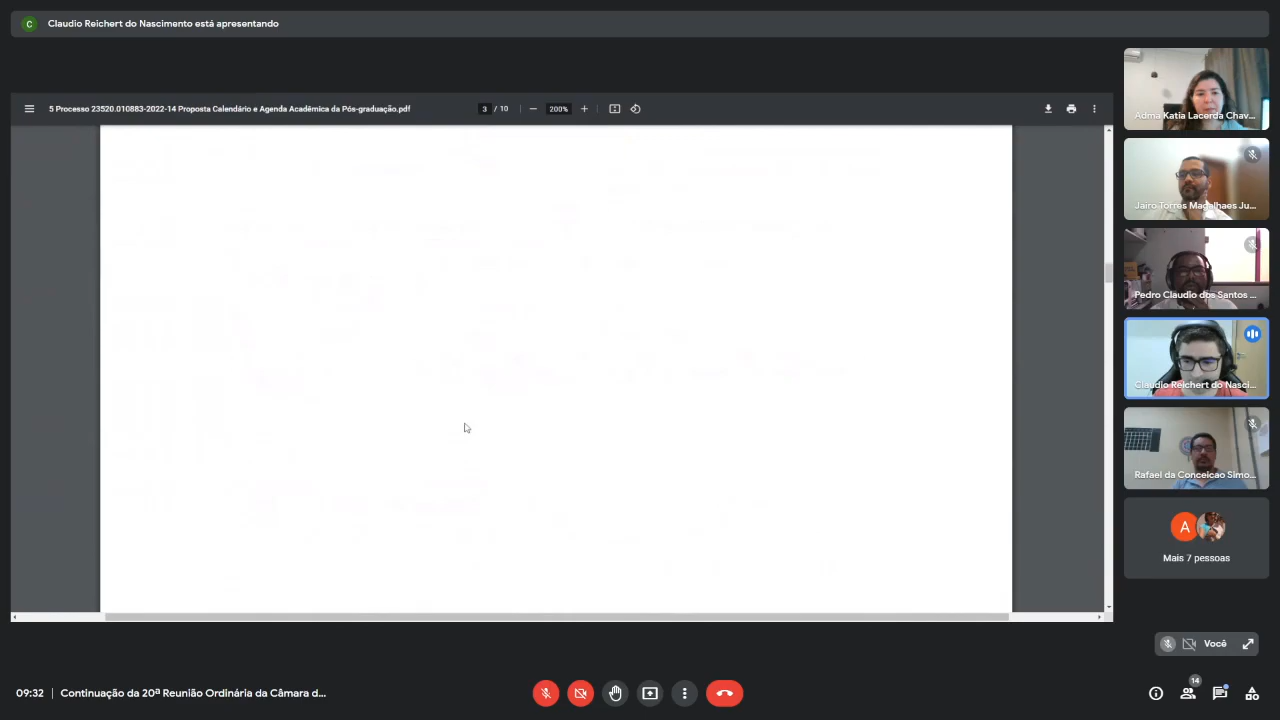 C
Claudio Reichert do Nascimento está apresentando
5 Processo 23520.010883-2022-14 Proposta Calendário e Agenda Acadêmica da Pós-graduação.pdf
3 / 10
200%
Adma Katia Lacerda Chav...
Jairo Torres Magalhaes Ju...
Pedro Claudio dos Santos ...
Claudio Reichert do Nasci...
Rafael da Conceicao Simo...
A
Mais 7 pessoas
Você
09:32 | Continuação da 20ª Reunião Ordinária da Câmara d...
14